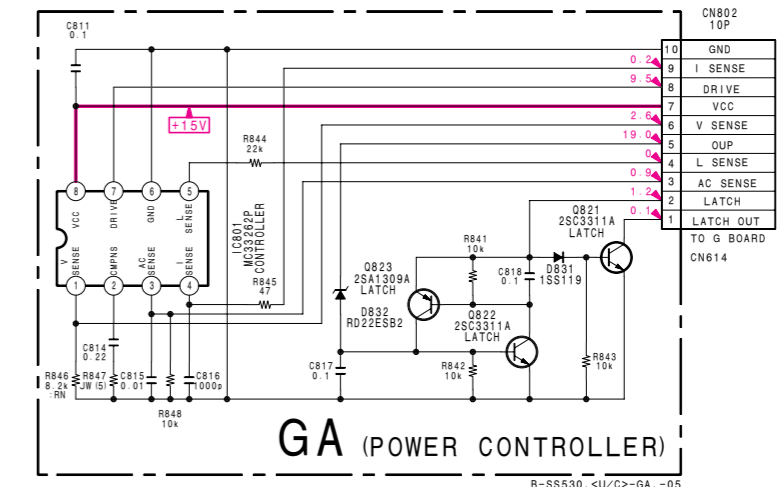 CN802
10P
C811
0.1
10 GND
0.2 9 I SENSE
9.5 8 DRIVE
7 VCC
2.6 6 V SENSE
19.0 5 OUP
0 4 L SENSE
0.9 3 AC SENSE
1.2 2 LATCH
0.1 1 LATCH OUT
TO G BOARD
CN614
+15V
R844
22k
8 7 6 5
VCC
DRIVE
GND
L SENSE
V SENSE
CMPNS
AC SENSE
I SENSE
1 2 3 4
IC801
MC33262P
CONTROLLER
R845
47
Q821
2SC3311A
LATCH
R841
10k
Q823
2SA1309A
LATCH
C818
0.1
D831
1SS119
D832
RD22ESB2
Q822
2SC3311A
LATCH
C814
0.22
R846
8.2k
:RN
R847
JW(5)
C815
0.01
C816
1000p
R848
10k
C817
0.1
R842
10k
R843
10k
GA (POWER CONTROLLER)
B-SS530.<U/C>-GA.-05